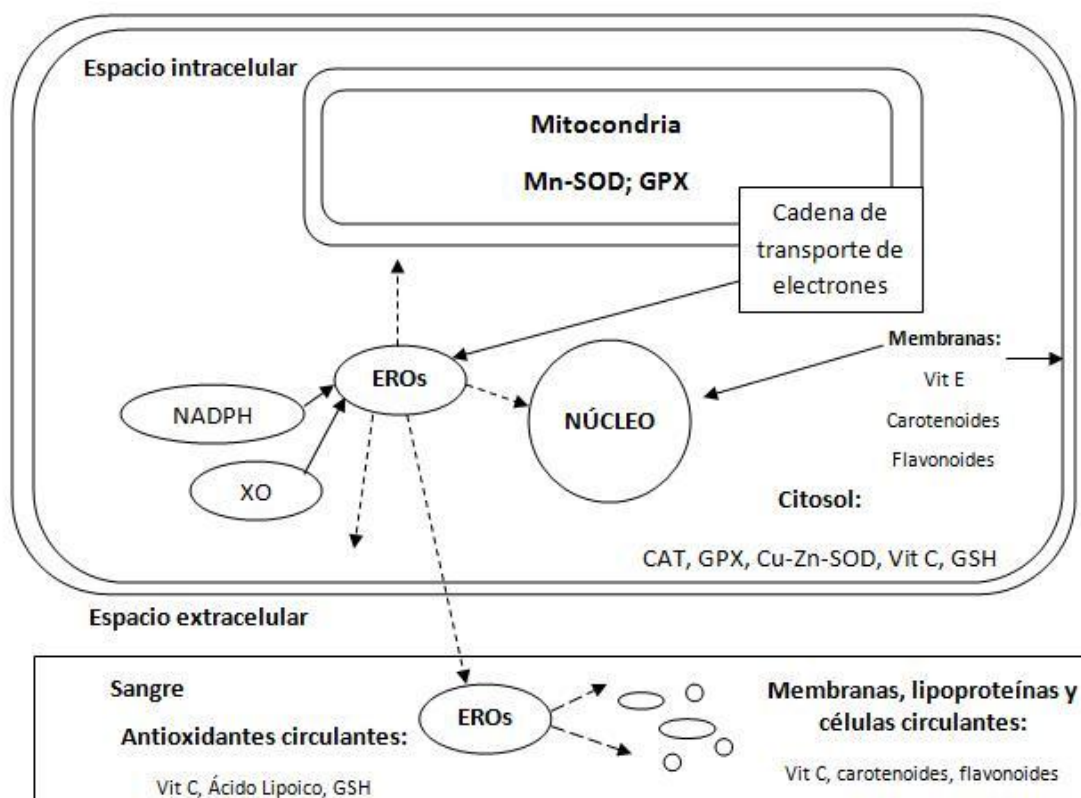 Espacio intracelular
Mitocondria
Mn-SOD; GPX
Cadena de
transporte de
electrones
EROs
NADPH
XO
NÚCLEO
Membranas:
Vit E
Carotenoides
Flavonoides
Citosol:
CAT, GPX, Cu-Zn-SOD, Vit C, GSH
Espacio extracelular
Sangre
Antioxidantes circulantes:
Vit C, Ácido Lipoico, GSH
EROs
Membranas, lipoproteínas y
células circulantes:
Vit C, carotenoides, flavonoides